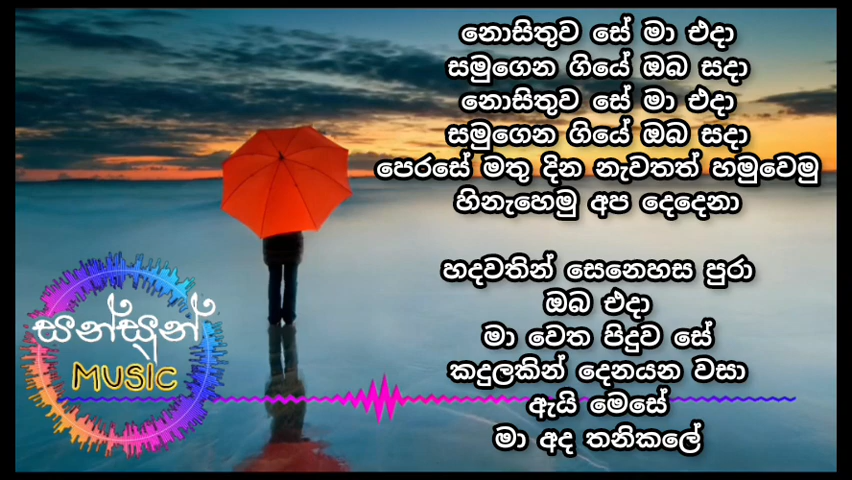 නොසිතුව සේ මා එදා
සමුගෙන ගියේ ඔබ සදා
නොසිතුව සේ මා එදා
සමුගෙන ගියේ ඔබ සදා
පෙරසේ මතු දින නැවතත් හමුවෙමු
හිනැහෙමු අප දෙදෙනා
හදවතින් සෙනෙහස පුරා
ඔබ එදා
මා වෙත පිදුව සේ
කදුලකින් දෙනයන වසා
ඇයි මෙසේ
මා අද තනිකලේ
සන්සුන්
MUSIC